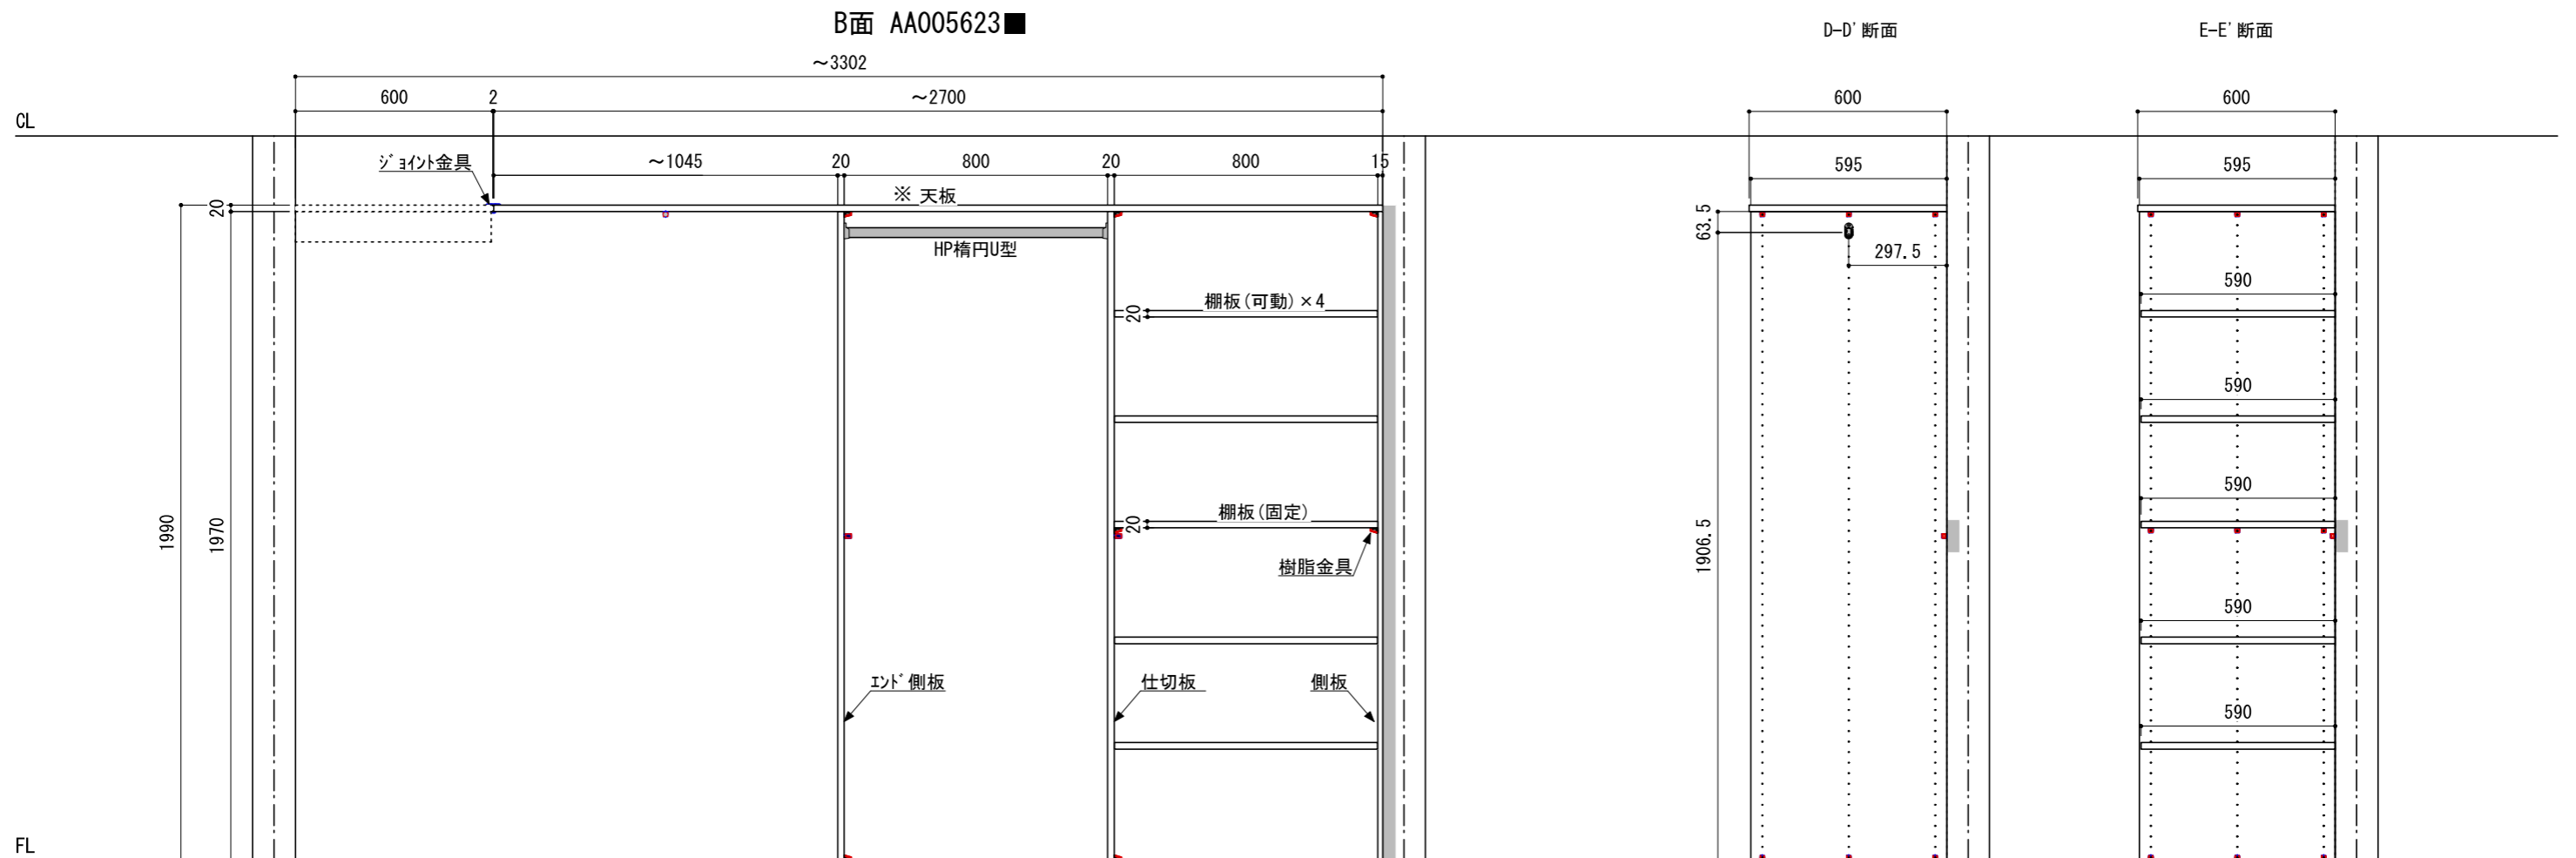 B面 AA005623■
D-D'断面
E-E'断面
～3302
600
2
～2700
600
600
CL
ジョイント金具
～1045
20
800
20
800
15
595
595
※ 天板
20
63.5
HP楕円U型
297.5
590
棚板(可動)×4
20
590
590
棚板(固定)
20
1990
1970
1906.5
樹脂金具
590
エンド側板
仕切板
側板
590
FL